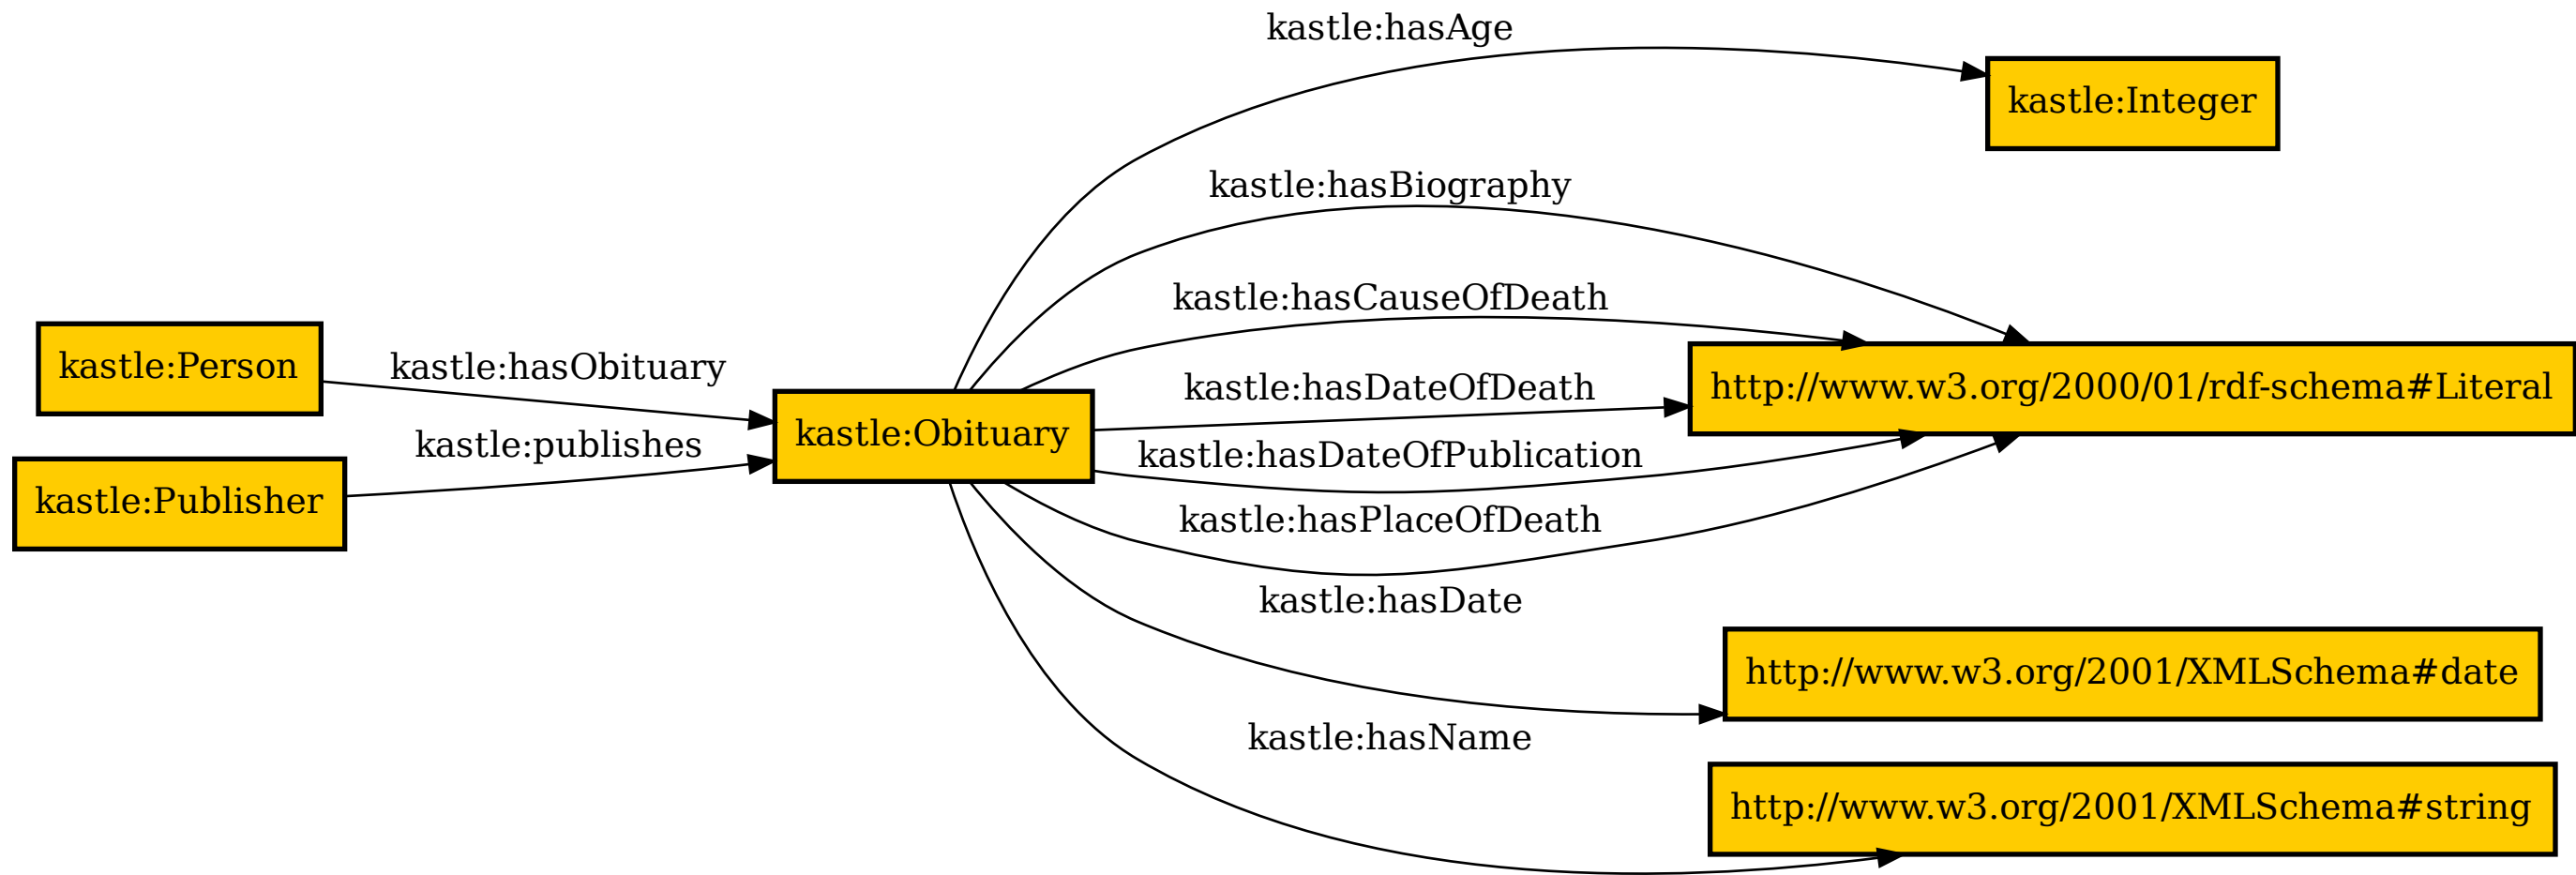 kastle:hasAge
kastle:Integer
kastle:hasBiography
kastle:hasCauseOfDeath
kastle:Person
kastle:hasObituary
kastle:hasDateOfDeath
http://www.w3.org/2000/01/rdf-schema#Literal
kastle:publishes
kastle:Obituary
kastle:hasDateOfPublication
kastle:Publisher
kastle:hasPlaceOfDeath
kastle:hasDate
http://www.w3.org/2001/XMLSchema#date
kastle:hasName
http://www.w3.org/2001/XMLSchema#string